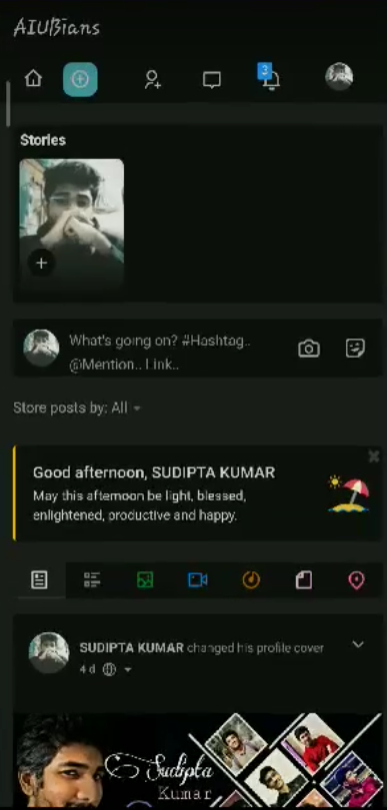 AIUBians
3
Stories
What's going on? #Hashtag..
@Mention.. Link..
Store posts by: All
Good afternoon, SUDIPTA KUMAR
May this afternoon be light, blessed,
enlightened, productive and happy.
SUDIPTA KUMAR changed his profile cover
4 d
Sudipta
Kumar